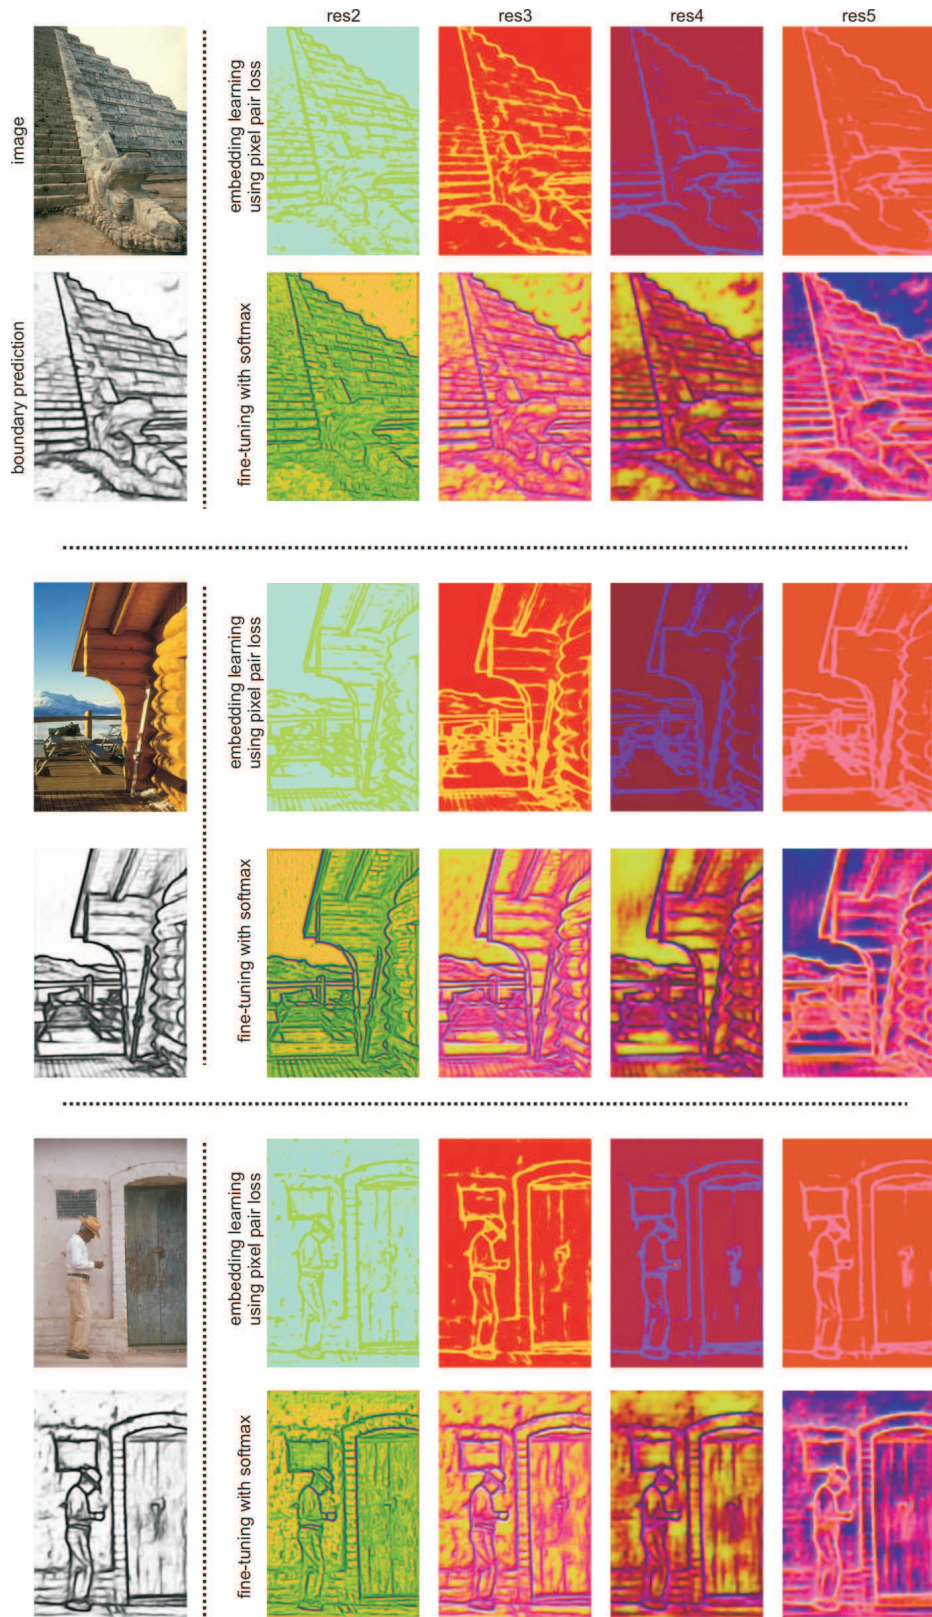 res2 res3 res4 res5
image
embedding learning
using pixel pair loss
boundary prediction
fine-tuning with softmax
embedding learning
using pixel pair loss
fine-tuning with softmax
embedding learning
using pixel pair loss
fine-tuning with softmax